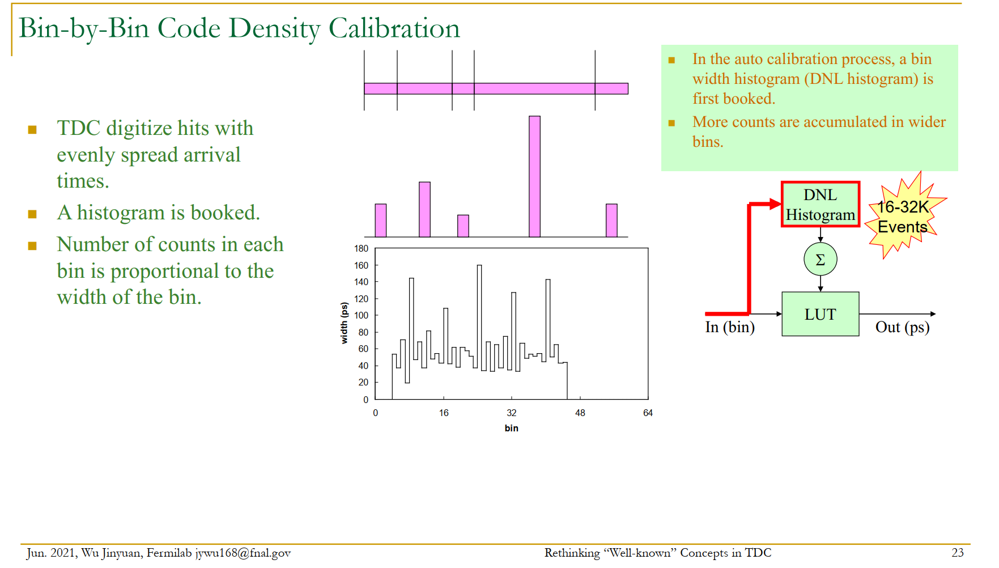 Bin-by-Bin Code Density Calibration
■ TDC digitize hits with
evenly spread arrival
times.
■ A histogram is booked.
■ Number of counts in each
bin is proportional to the
width of the bin.
■ In the auto calibration process, a bin
width histogram (DNL histogram) is
first booked.
■ More counts are accumulated in wider
bins.
180
160
140
120
100
80
60
40
20
0
width (ps)
0 16 32 48 64
bin
DNL
Histogram
16-32K
Events
Σ
LUT
In (bin)
Out (ps)
Jun. 2021, Wu Jinyuan, Fermilab jywu168@fnal.gov
Rethinking “Well-known” Concepts in TDC
23